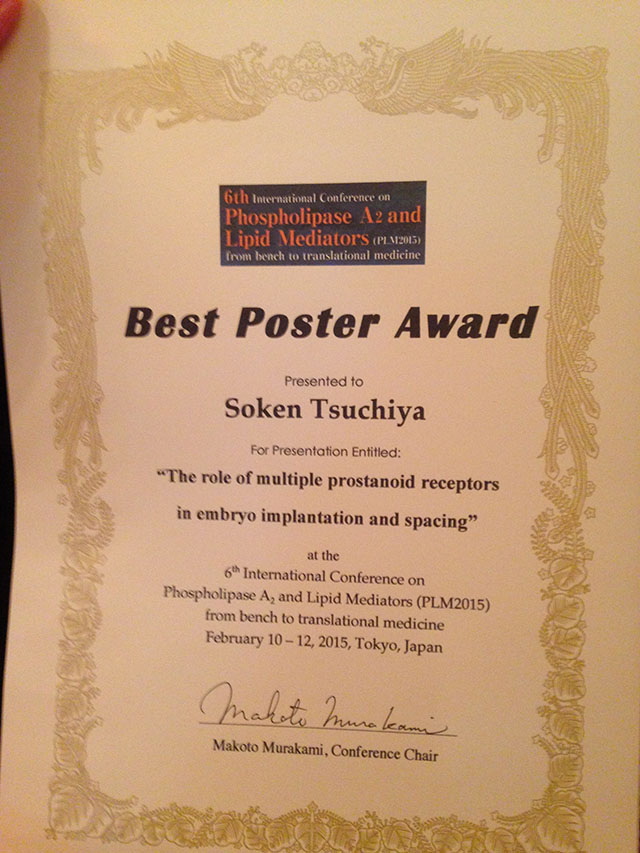 6th International Conference on
Phospholipase A2 and
Lipid Mediators (PLM2015)
from bench to translational medicine
Best Poster Award
Presented to
Soken Tsuchiya
For Presentation Entitled:
“The role of multiple prostanoid receptors
in embryo implantation and spacing”
at the
6th International Conference on
Phospholipase A2 and Lipid Mediators (PLM2015)
from bench to translational medicine
February 10 – 12, 2015, Tokyo, Japan
Makoto Murakami
Makoto Murakami, Conference Chair